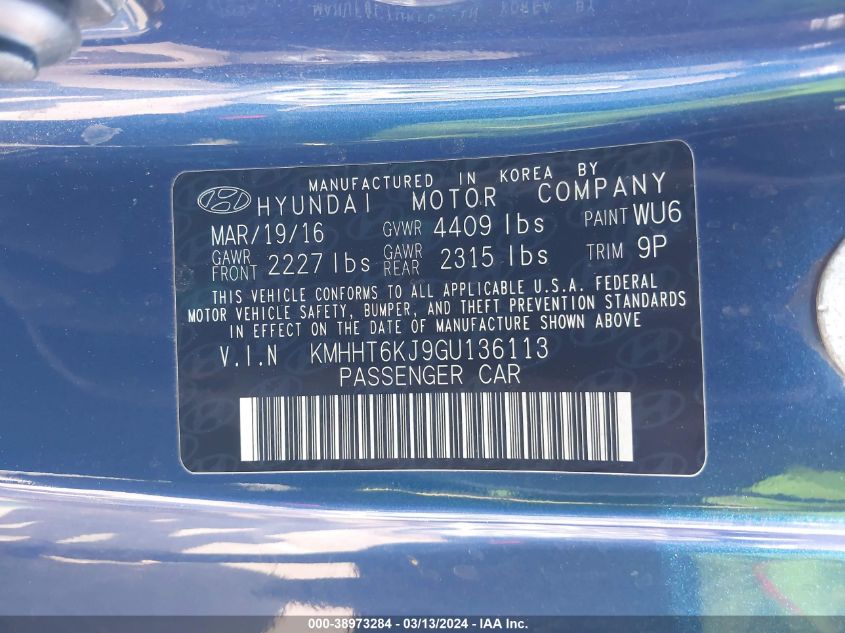 MANUFACTURED IN KOREA BY
HYUNDAI MOTOR COMPANY
MAR/19/16 GVWR 4409 lbs PAINT WU6
GAWR FRONT 2227 lbs GAWR REAR 2315 lbs TRIM 9P
THIS VEHICLE CONFORMS TO ALL APPLICABLE U.S.A. FEDERAL
MOTOR VEHICLE SAFETY, BUMPER, AND THEFT PREVENTION STANDARDS
IN EFFECT ON THE DATE OF MANUFACTURE SHOWN ABOVE.
V.I.N KMHHT6KJ9GU136113
PASSENGER CAR
000-38973284 - 03/13/2024 - IAA Inc.